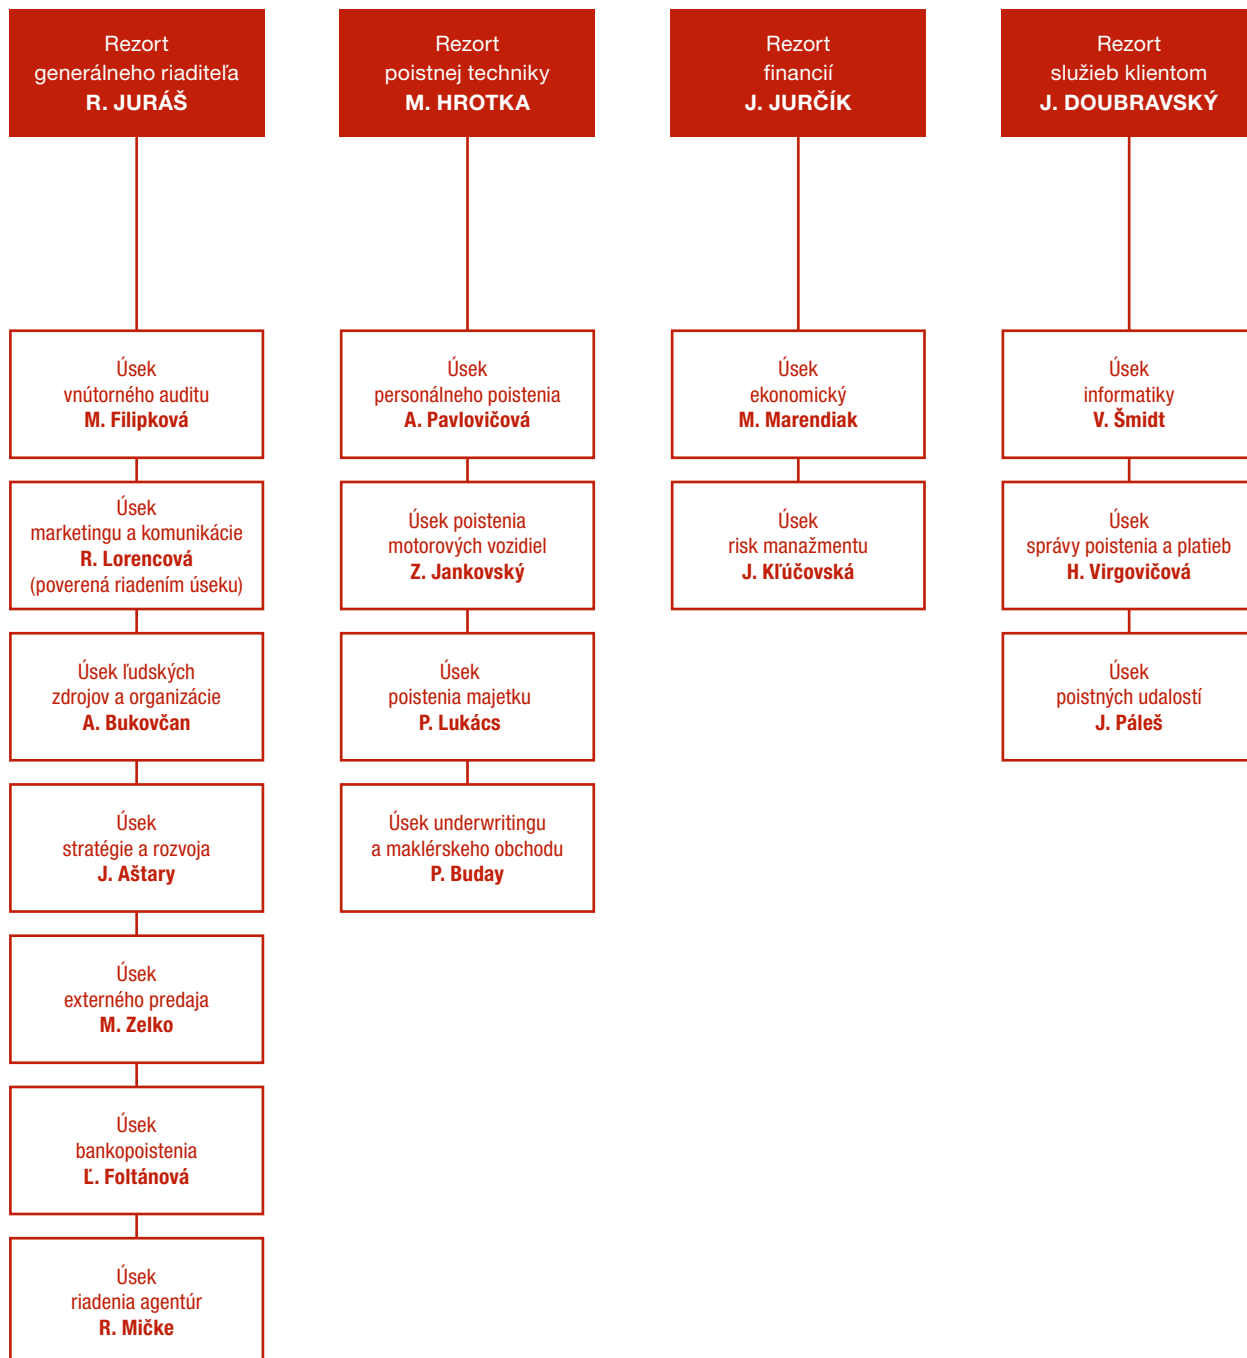 Rezort
generálneho riaditeľa
R. JURÁŠ
Úsek
vnútorného auditu
M. Filipková
Úsek
marketingu a komunikácie
R. Lorencová
(poverená riadením úseku)
Úsek ľudských
zdrojov a organizácie
A. Bukovčan
Úsek
stratégie a rozvoja
J. Aštary
Úsek
externého predaja
M. Zelko
Úsek
bankopoistenia
Ľ. Foltánová
Úsek
riadenia agentúr
R. Mičke
Rezort
poistnej techniky
M. HROTKA
Úsek
personálneho poistenia
A. Pavlovičová
Úsek poistenia
motorových vozidiel
Z. Jankovský
Úsek
poistenia majetku
P. Lukács
Úsek underwritingu
a maklérskeho obchodu
P. Buday
Rezort
financií
J. JURČÍK
Úsek
ekonomický
M. Marendiak
Úsek
risk manažmentu
J. Kľúčovská
Rezort
služieb klientom
J. DOUBRAVSKÝ
Úsek
informatiky
V. Šmidt
Úsek
správy poistenia a platieb
H. Virgovičová
Úsek
poistných udalostí
J. Páleš